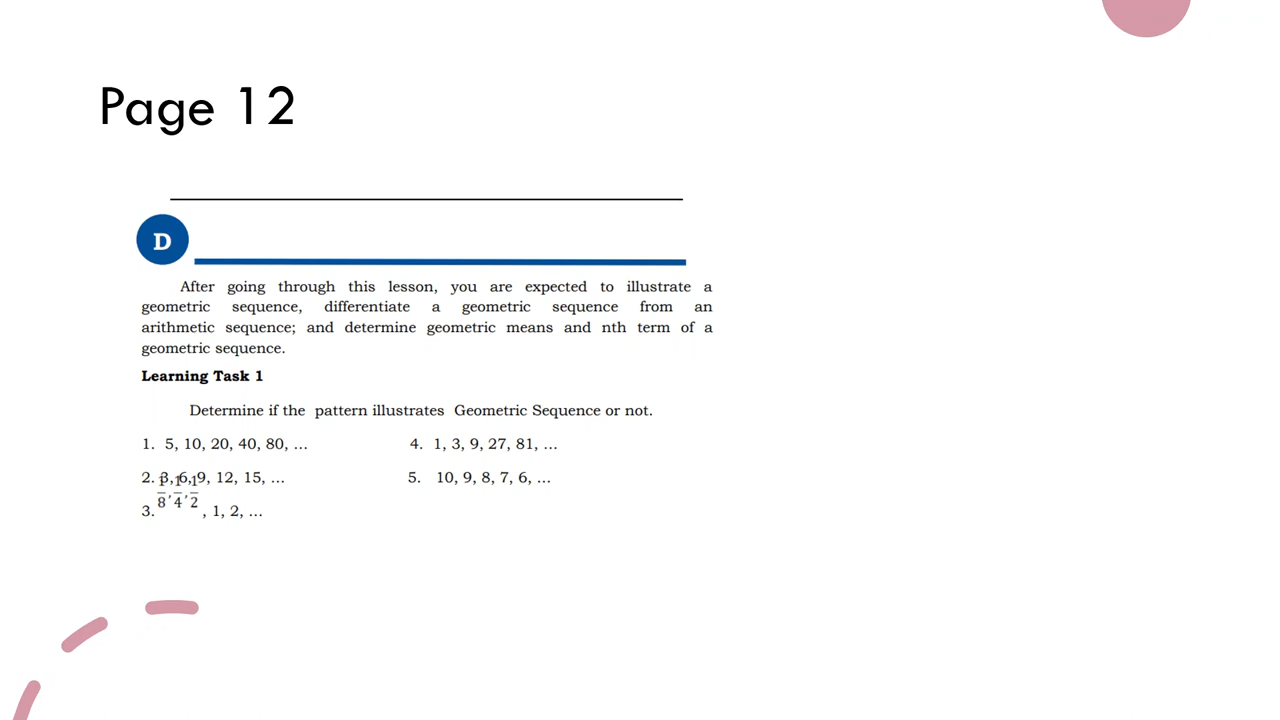 Page 12
D
After going through this lesson, you are expected to illustrate a
geometric sequence, differentiate a geometric sequence from an
arithmetic sequence; and determine geometric means and nth term of a
geometric sequence.
Learning Task 1
Determine if the pattern illustrates Geometric Sequence or not.
1. 5, 10, 20, 40, 80, ...
4. 1, 3, 9, 27, 81, ...
2. 3, 6, 9, 12, 15, ...
5. 10, 9, 8, 7, 6, ...
3. 1/8, 1/4, 1/2, 1, 2, ...